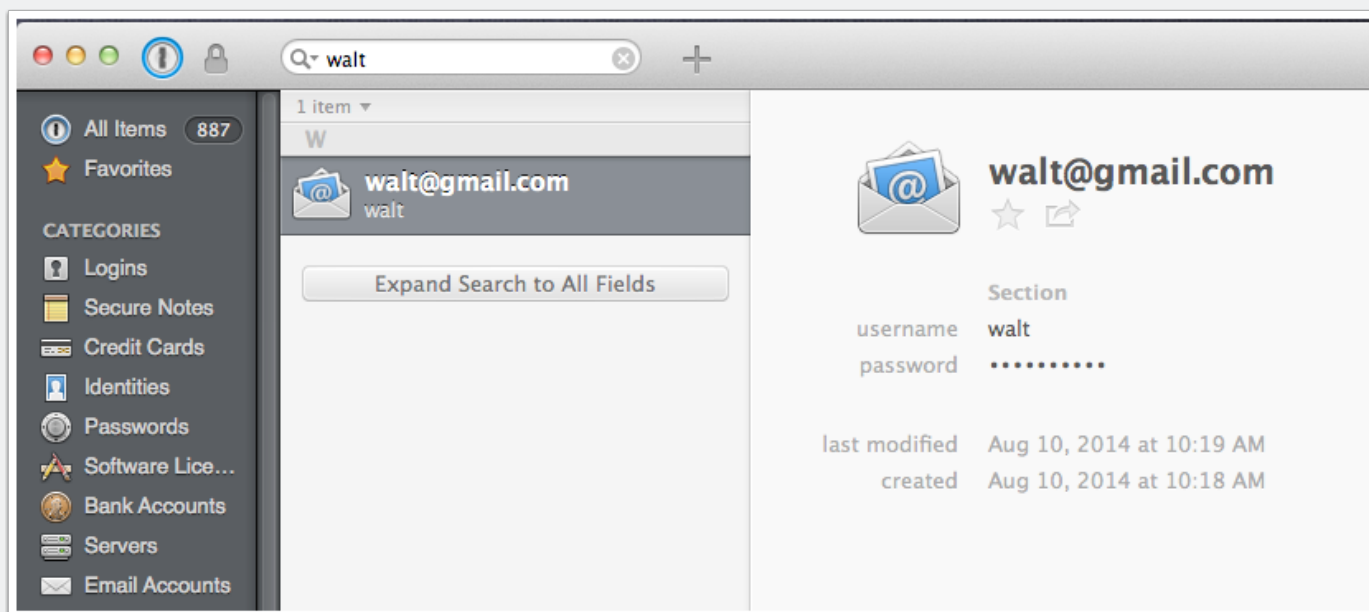 walt
All Items 887
Favorites
CATEGORIES
Logins
Secure Notes
Credit Cards
Identities
Passwords
Software Lice...
Bank Accounts
Servers
Email Accounts
1 item
W
walt@gmail.com
walt
Expand Search to All Fields
walt@gmail.com
Section
username walt
password ••••••••••
last modified Aug 10, 2014 at 10:19 AM
created Aug 10, 2014 at 10:18 AM